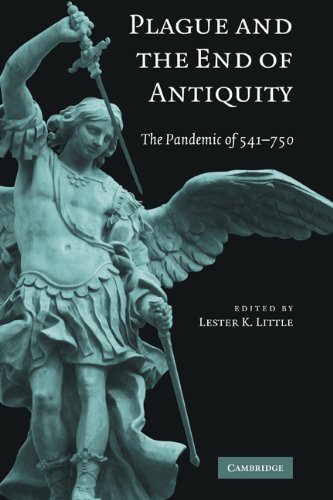 PLAGUE AND
THE END OF
ANTIQUITY
The Pandemic of 541–750
EDITED BY
LESTER K. LITTLE
CAMBRIDGE